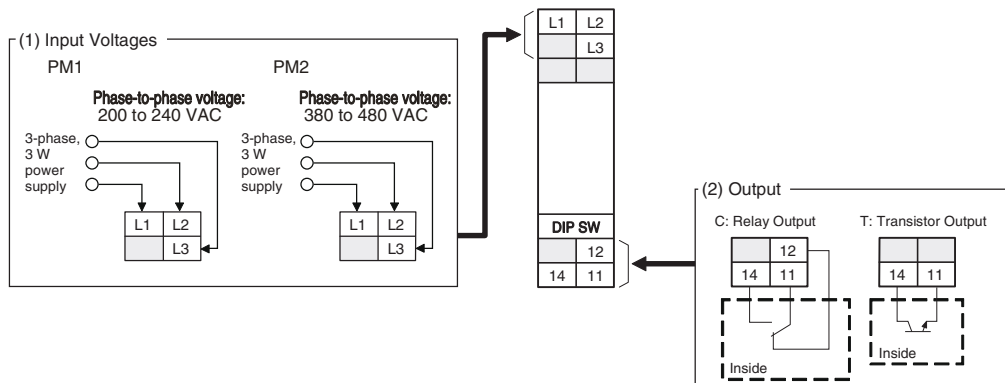 (1) Input Voltages
PM1
Phase-to-phase voltage:
200 to 240 VAC
3-phase,
3 W
power
supply
L1 L2
L3
PM2
Phase-to-phase voltage:
380 to 480 VAC
3-phase,
3 W
power
supply
L1 L2
L3
L1 L2
L3
DIP SW
12
14 11
(2) Output
C: Relay Output
12
14 11
Inside
T: Transistor Output
14 11
Inside